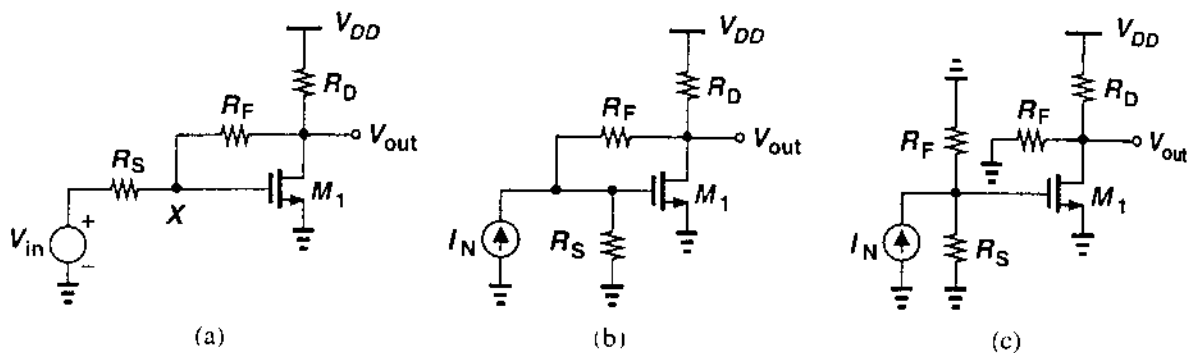 V_DD
R_D
R_F
V_out
R_S
M_1
X
V_in
+
−
(a)
V_DD
R_D
R_F
V_out
M_1
I_N
R_S
(b)
V_DD
R_D
R_F
R_F
V_out
M_1
I_N
R_S
(c)